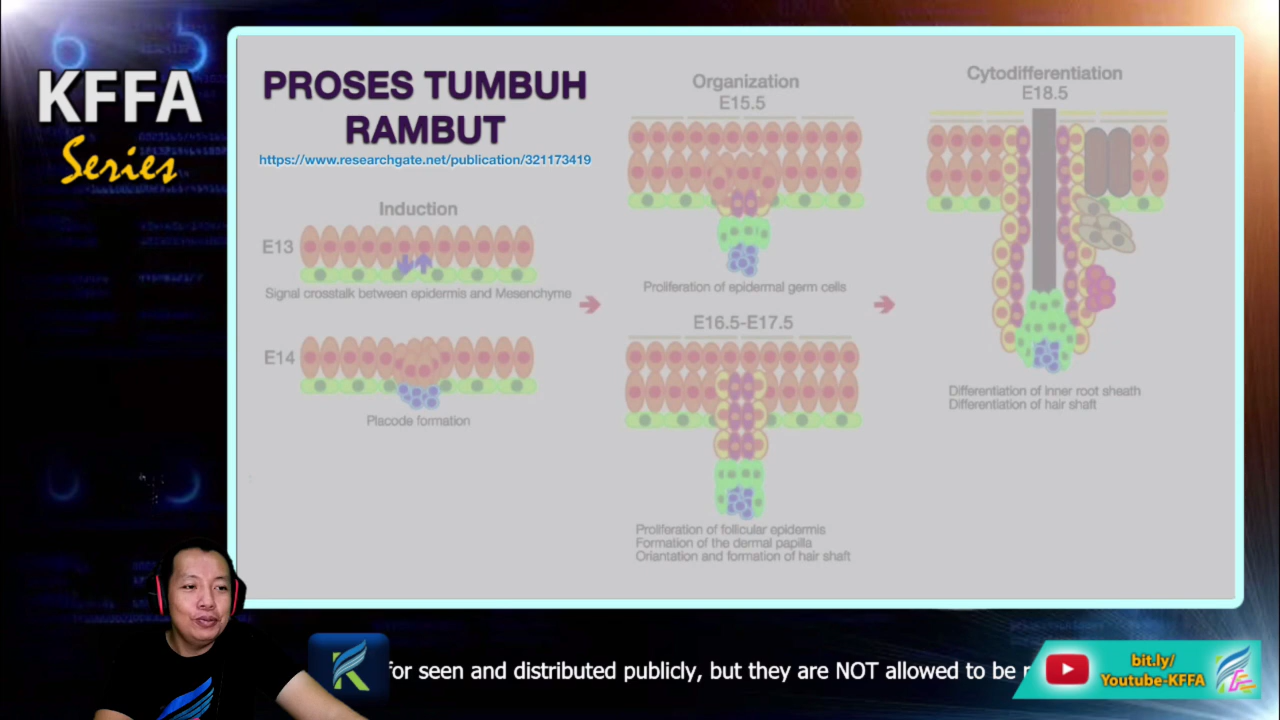 6 5
KFFA
Series
PROSES TUMBUH
RAMBUT
https://www.researchgate.net/publication/321173419
Induction
E13
Signal crosstalk between epidermis and Mesenchyme
E14
Placode formation
Organization
E15.5
Proliferation of epidermal germ cells
E16.5-E17.5
Proliferation of follicular epidermis
Formation of the dermal papilla
Oriantation and formation of hair shaft
Cytodifferentiation
E18.5
Differentiation of inner root sheath
Differentiation of hair shaft
for seen and distributed publicly, but they are NOT allowed to be
bit.ly/
Youtube-KFFA